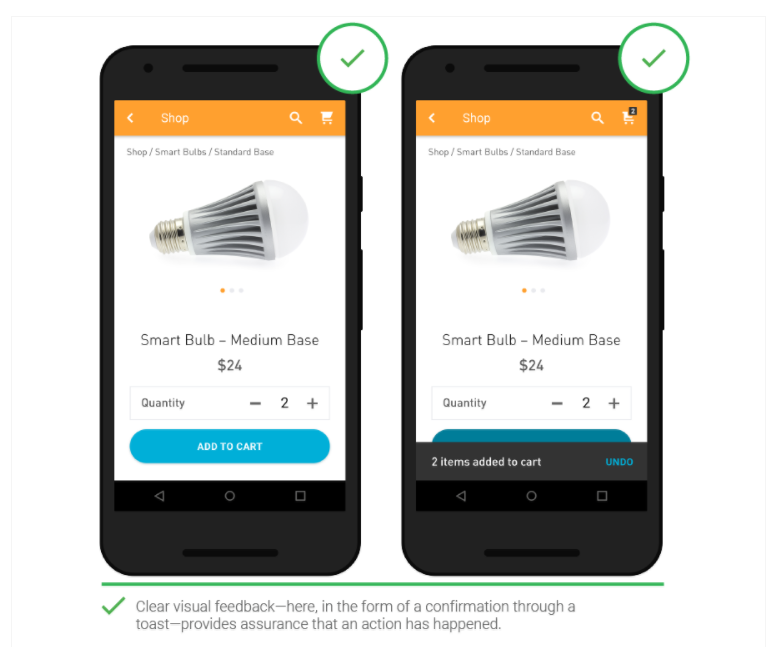 Shop
Shop / Smart Bulbs / Standard Base
Smart Bulb – Medium Base
$24
Quantity − 2 +
ADD TO CART
Shop 2
Shop / Smart Bulbs / Standard Base
Smart Bulb – Medium Base
$24
Quantity − 2 +
2 items added to cart UNDO
Clear visual feedback—here, in the form of a confirmation through a
toast—provides assurance that an action has happened.